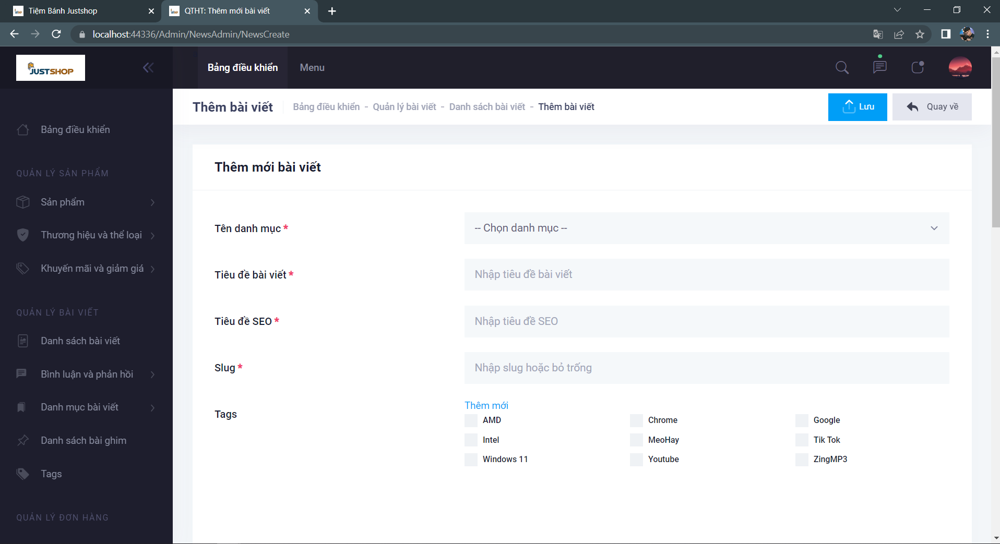 Tiệm Bánh Justshop
QTHT: Thêm mới bài viết
localhost:44336/Admin/NewsAdmin/NewsCreate
JUSTSHOP
Bảng điều khiển
Menu
Thêm bài viết
Bảng điều khiển - Quản lý bài viết - Danh sách bài viết - Thêm bài viết
Lưu
Quay về
Bảng điều khiển
QUẢN LÝ SẢN PHẨM
Sản phẩm
Thương hiệu và thể loại
Khuyến mãi và giảm giá
QUẢN LÝ BÀI VIẾT
Danh sách bài viết
Bình luận và phản hồi
Danh mục bài viết
Danh sách bài ghim
Tags
QUẢN LÝ ĐƠN HÀNG
Thêm mới bài viết
Tên danh mục *
-- Chọn danh mục --
Tiêu đề bài viết *
Nhập tiêu đề bài viết
Tiêu đề SEO *
Nhập tiêu đề SEO
Slug *
Nhập slug hoặc bỏ trống
Tags
Thêm mới
AMD
Chrome
Google
Intel
MeoHay
Tik Tok
Windows 11
Youtube
ZingMP3